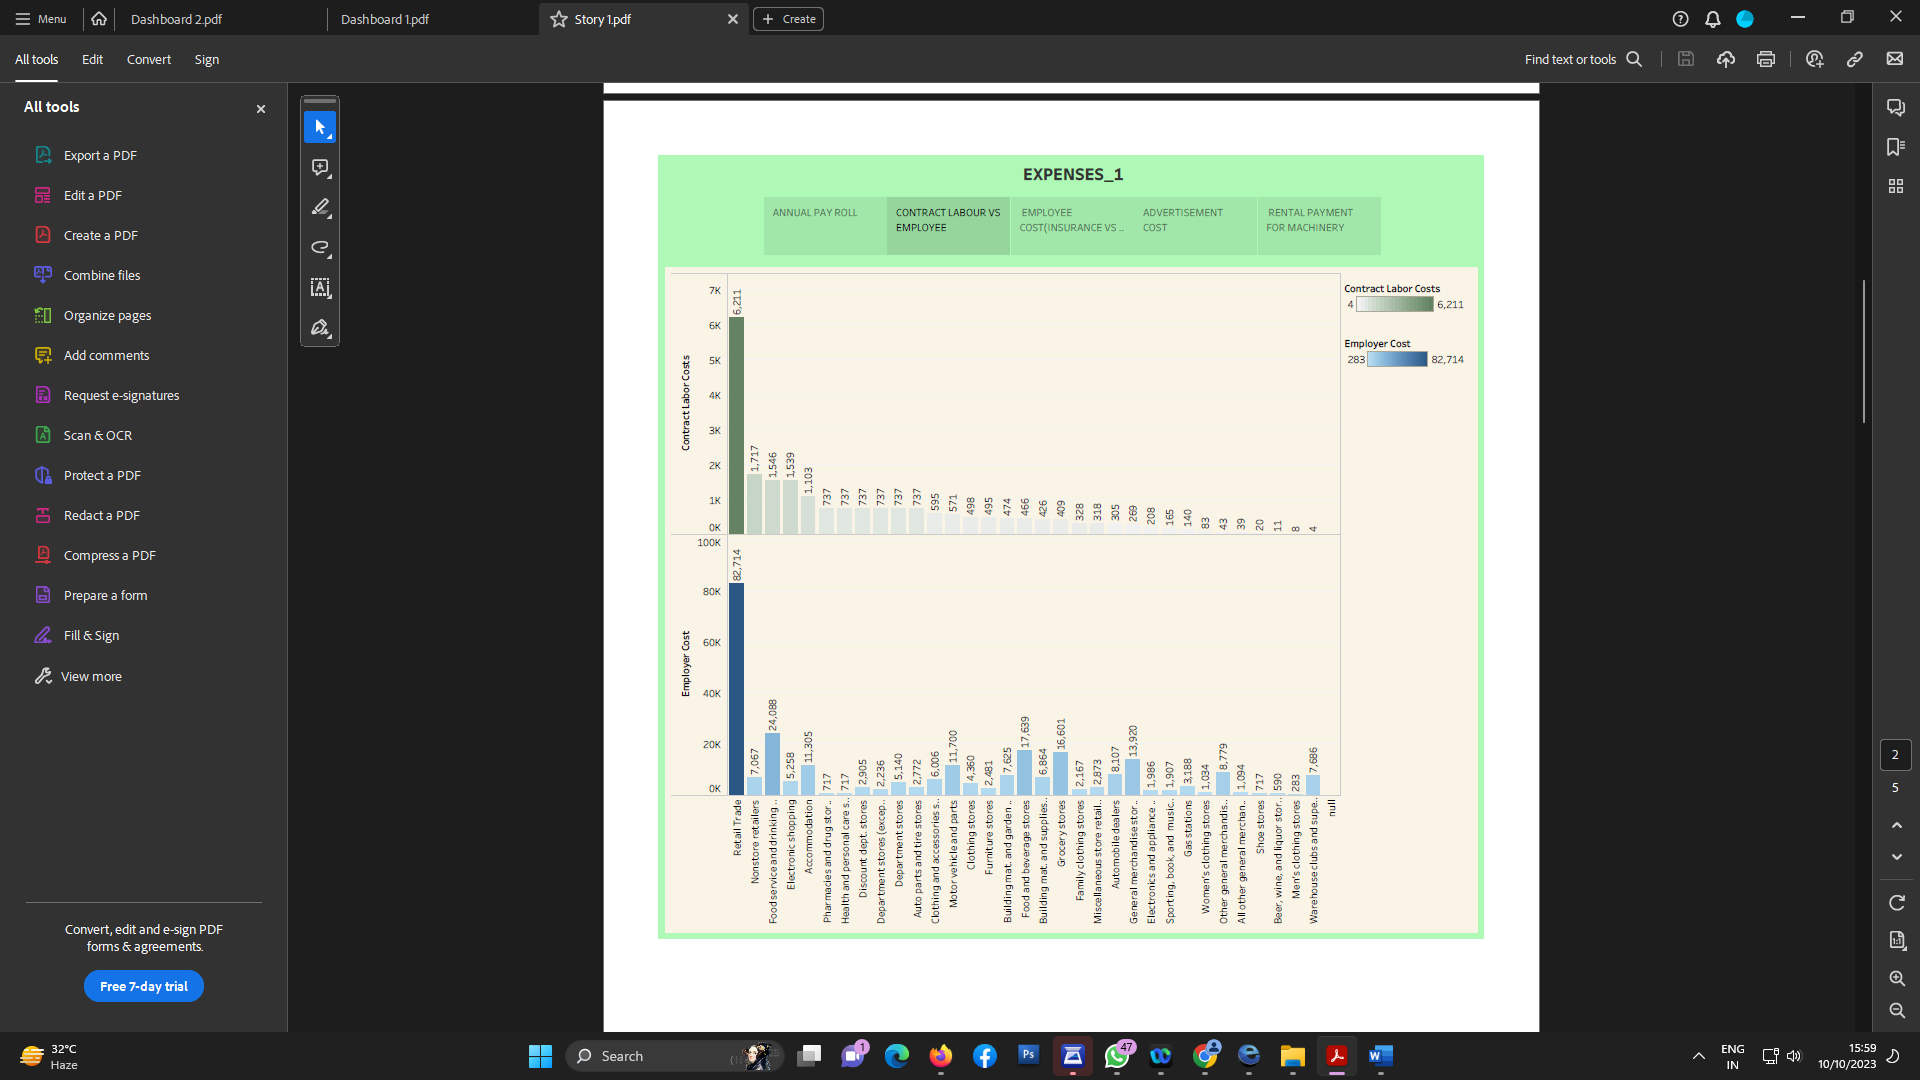 Menu
Dashboard 2.pdf
Dashboard 1.pdf
Story 1.pdf
Create
All tools
Edit
Convert
Sign
Find text or tools
All tools
Export a PDF
Edit a PDF
Create a PDF
Combine files
Organize pages
Add comments
Request e-signatures
Scan & OCR
Protect a PDF
Redact a PDF
Compress a PDF
Prepare a form
Fill & Sign
View more
Convert, edit and e-sign PDF
forms & agreements.
Free 7-day trial
EXPENSES_1
ANNUAL PAY ROLL
CONTRACT LABOUR VS
EMPLOYEE
EMPLOYEE
COST(INSURANCE VS ..
ADVERTISEMENT
COST
RENTAL PAYMENT
FOR MACHINERY
Contract Labor Costs
7K
6K
5K
4K
3K
2K
1K
0K
6,211
1,717
1,546
1,539
1,103
737
737
737
737
737
737
595
571
498
495
474
466
426
409
328
318
305
269
208
165
140
83
43
39
20
11
8
4
Employer Cost
100K
80K
60K
40K
20K
0K
82,714
7,067
24,088
5,258
11,305
717
717
2,905
2,236
5,140
2,772
6,006
11,700
4,360
2,481
7,625
17,639
6,864
16,601
2,167
2,873
8,107
13,920
1,986
1,907
3,188
1,034
8,779
1,094
717
590
283
7,686
Retail Trade
Nonstore retailers
Food service and drinking ..
Electronic shopping
Accommodation
Pharmacies and drug stor..
Health and personal care s..
Discount dept. stores
Department stores (excep..
Department stores
Auto parts and tire stores
Clothing and accessories s..
Motor vehicle and parts
Clothing stores
Furniture stores
Building mat. and garden ..
Food and beverage stores
Building mat. and supplies..
Grocery stores
Family clothing stores
Miscellaneous store retail..
Automobile dealers
General merchandise stor..
Electronics and appliance ..
Sporting, book, and music..
Gas stations
Women's clothing stores
Other general merchandis..
All other general merchan..
Shoe stores
Beer, wine, and liquor stor..
Men's clothing stores
Warehouse clubs and supe..
null
Contract Labor Costs
4 6,211
Employer Cost
283 82,714
2
5
32°C
Haze
Search
1
Ps
47
W
ENG
IN
15:59
10/10/2023